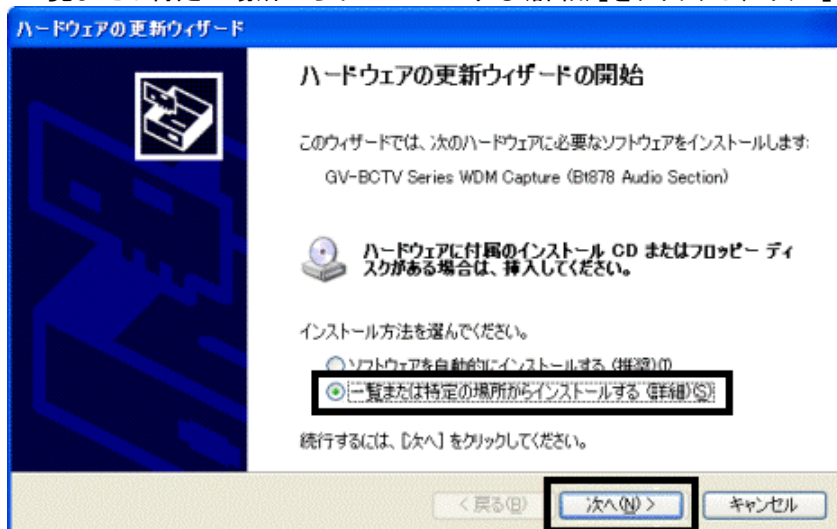 ハードウェアの更新ウィザード
ハードウェアの更新ウィザードの開始
このウィザードでは、次のハードウェアに必要なソフトウェアをインストールします:
GV-BCTV Series WDM Capture (Bt878 Audio Section)
ハードウェアに付属のインストール CD またはフロッピー ディ
スクがある場合は、挿入してください。
インストール方法を選んでください。
ソフトウェアを自動的にインストールする (推奨)(I)
一覧または特定の場所からインストールする (詳細)(S)
続行するには、[次へ] をクリックしてください。
< 戻る(B) 次へ(N) > キャンセル